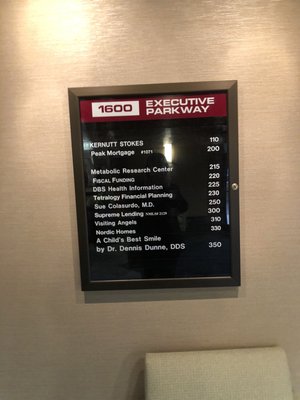 1600 EXECUTIVE PARKWAY
KERNUTT STOKES 110
Peak Mortgage #1071 200
Metabolic Research Center 215
FISCAL FUNDING 220
DBS Health Information 225
Tetralogy Financial Planning 230
Sue Colasurdo, M.D. 250
Supreme Lending 300
Visiting Angels 310
Nordic Homes 330
A Child's Best Smile
by Dr. Dennis Dunne, DDS 350